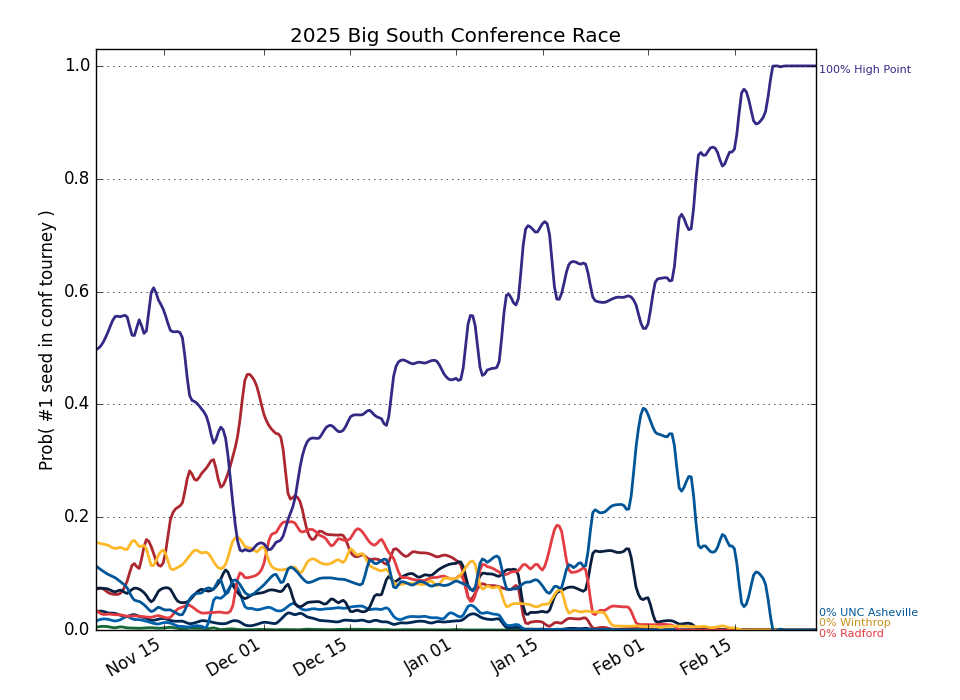 2025 Big South Conference Race
Prob( #1 seed in conf tourney )
1.0
0.8
0.6
0.4
0.2
0.0
Nov 15
Dec 01
Dec 15
Jan 01
Jan 15
Feb 01
Feb 15
100% High Point
0% UNC Asheville
0% Winthrop
0% Radford